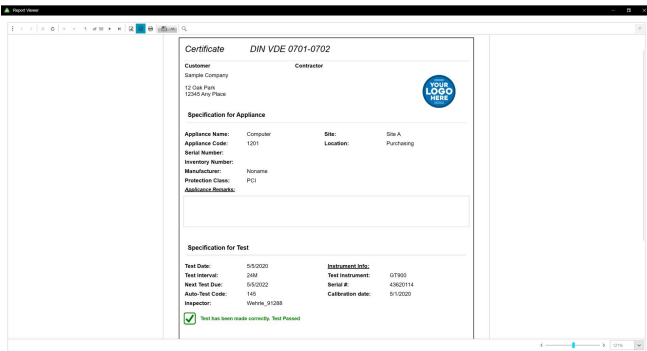 Report Viewer
1 of 50
Certificate DIN VDE 0701-0702
Customer Contractor
Sample Company
12 Oak Park
12345 Any Place
YOUR
LOGO
HERE
Specification for Appliance
Appliance Name: Computer Site: Site A
Appliance Code: 1201 Location: Purchasing
Serial Number:
Inventory Number:
Manufacturer: Noname
Protection Class: PCI
Applicance Remarks:
Specification for Test
Test Date: 5/5/2020 Instrument Info:
Test Interval: 24M Test Instrument: GT900
Next Test Due: 5/5/2022 Serial #: 43620114
Auto-Test Code: 145 Calibration date: 5/1/2020
Inspector: Wehrle_91288
Test has been made correctly. Test Passed